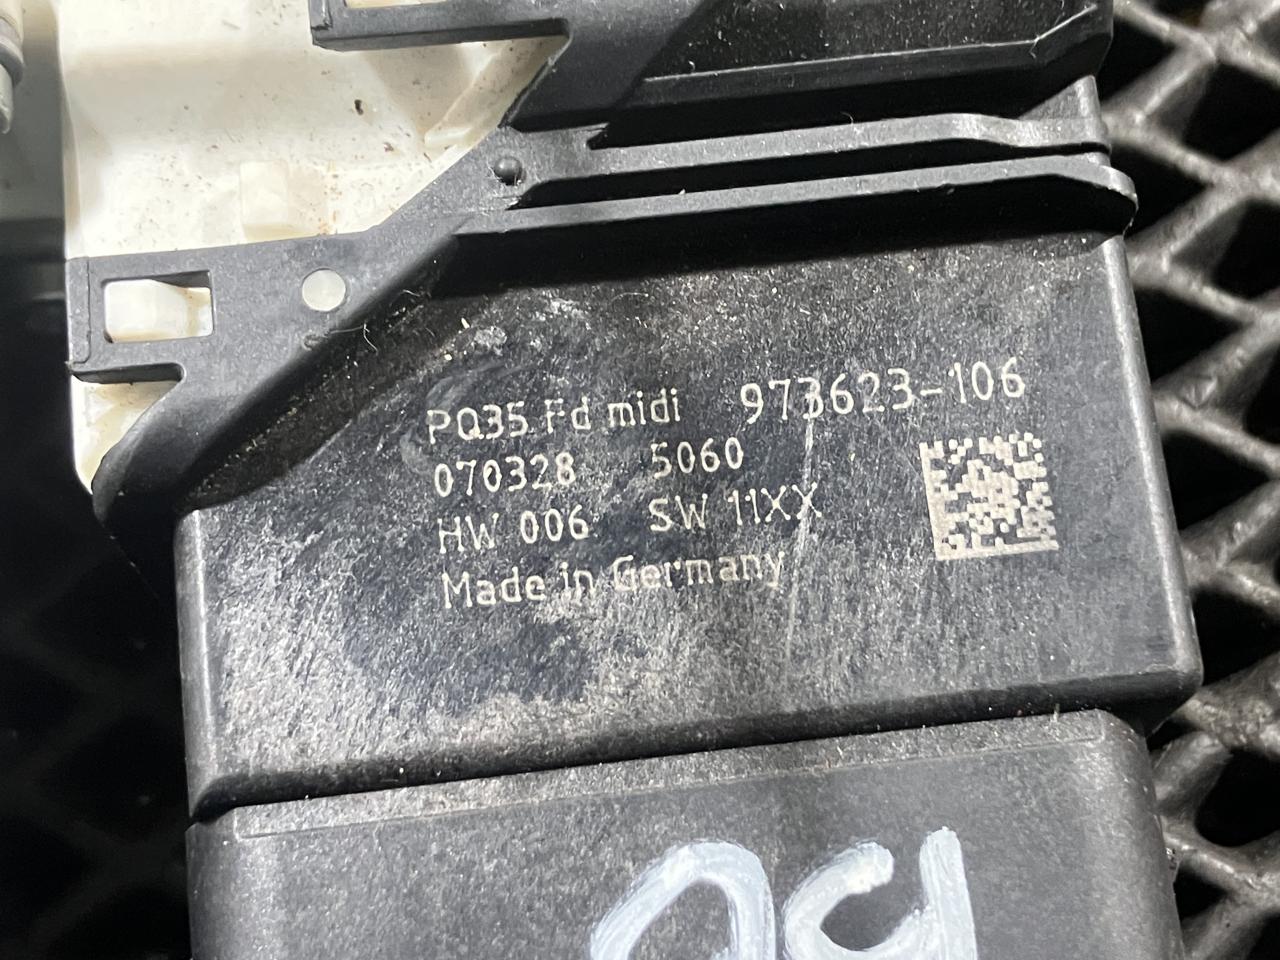 PQ35 Fd midi 973623-106
070328 5060
HW 006 SW 11XX
Made in Germany